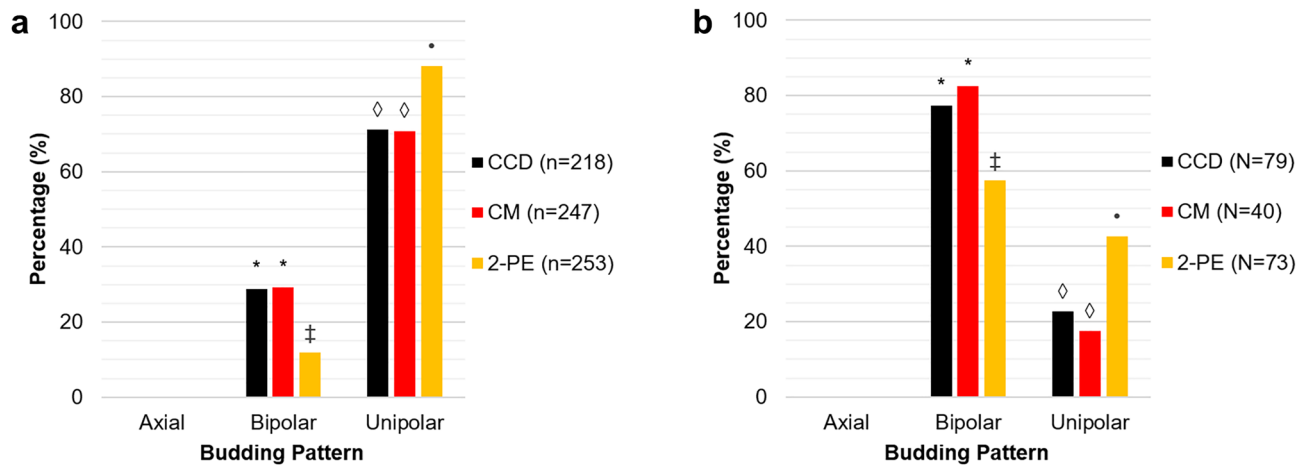 a
100
80
60
40
20
0
Percentage (%)
* * ‡ ◊ ◊ •
Axial Bipolar Unipolar
Budding Pattern
CCD (n=218)
CM (n=247)
2-PE (n=253)
b
100
80
60
40
20
0
Percentage (%)
* * ‡ ◊ ◊ •
Axial Bipolar Unipolar
Budding Pattern
CCD (N=79)
CM (N=40)
2-PE (N=73)